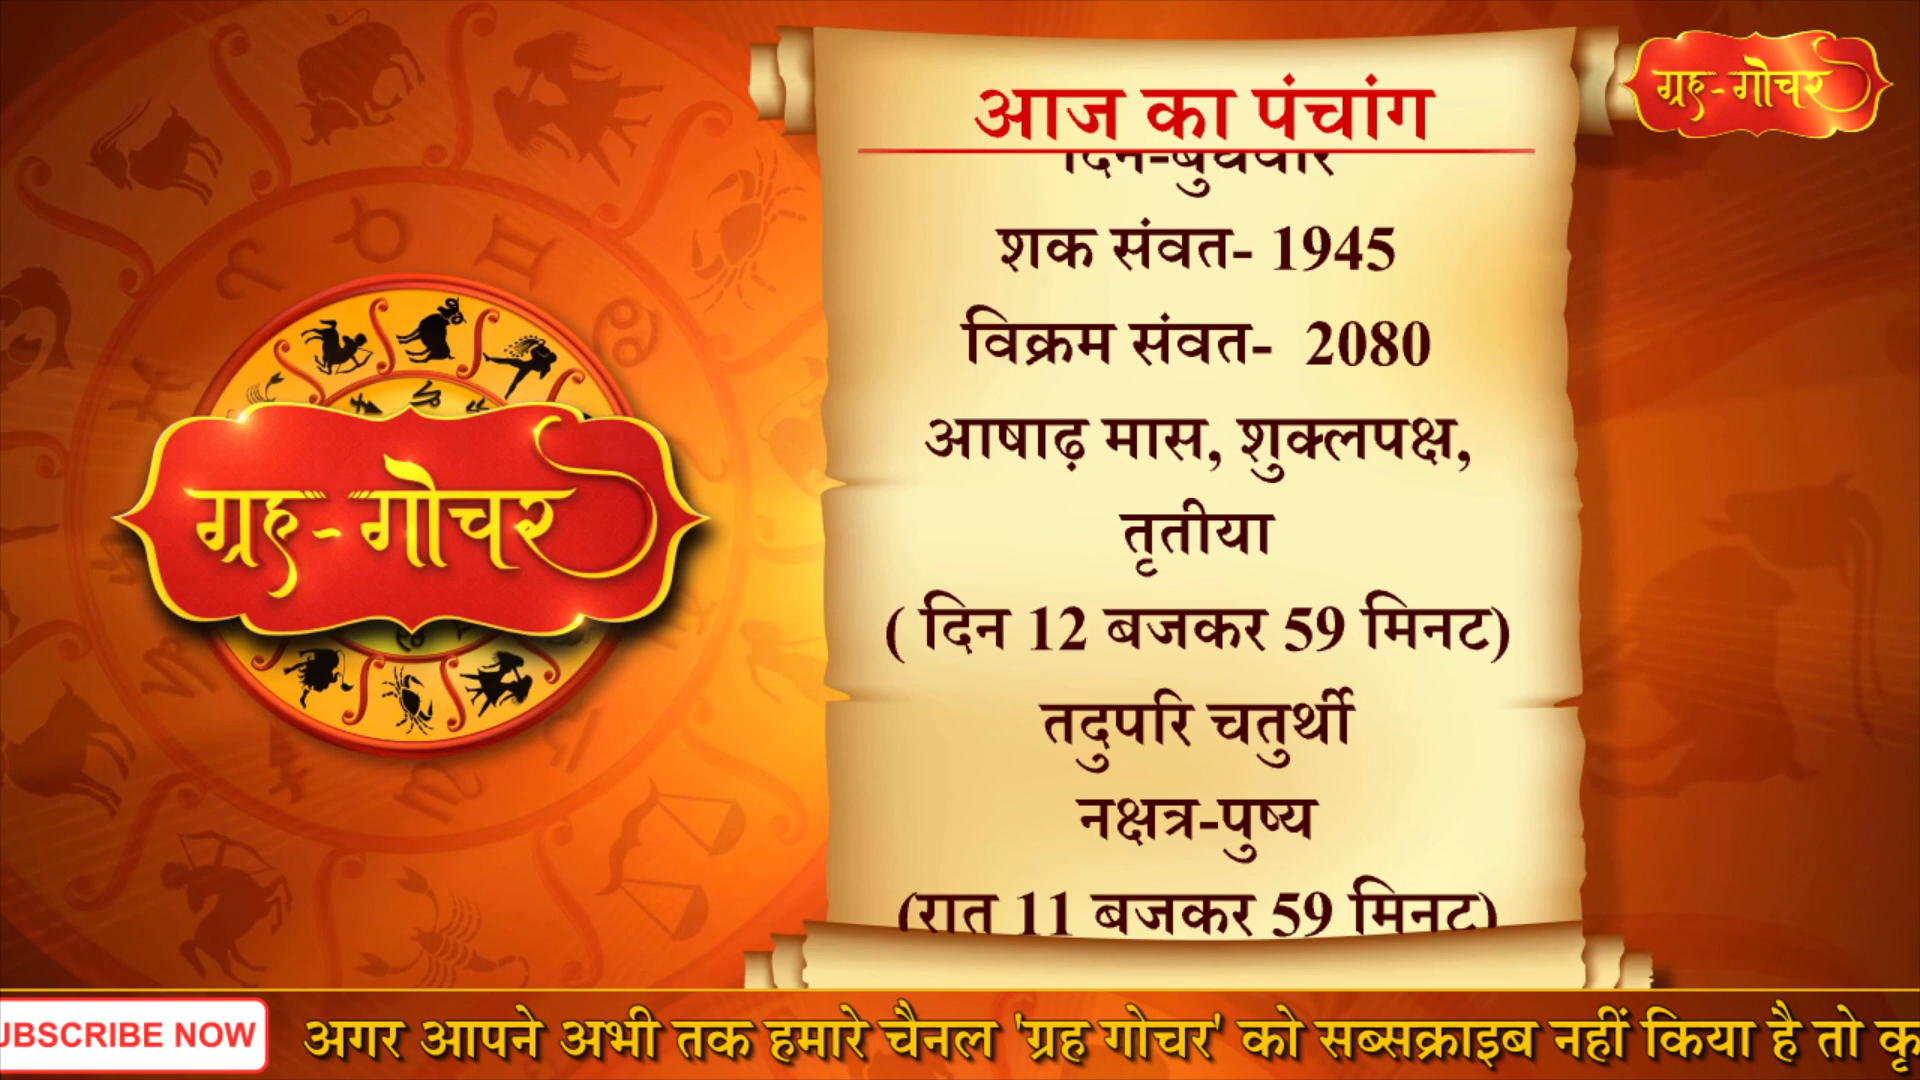 आज का पंचांग
ग्रह-गोचर
दिन-बुधवार
शक संवत- 1945
विक्रम संवत- 2080
आषाढ़ मास, शुक्लपक्ष,
तृतीया
( दिन 12 बजकर 59 मिनट)
तदुपरि चतुर्थी
नक्षत्र-पुष्य
(रात 11 बजकर 59 मिनट)
ग्रह-गोचर
UBSCRIBE NOW अगर आपने अभी तक हमारे चैनल 'ग्रह गोचर' को सब्सक्राइब नहीं किया है तो कृ